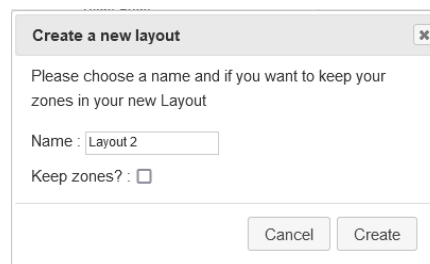 Create a new layout
Please choose a name and if you want to keep your
zones in your new Layout
Name : Layout 2
Keep zones? :
Cancel Create